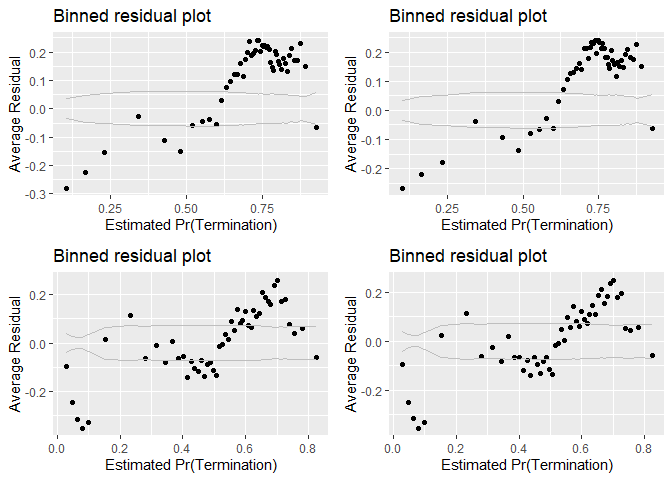 Binned residual plot
Average Residual
0.2
0.1
0.0
-0.1
-0.2
-0.3
0.25
0.50
0.75
Estimated Pr(Termination)
Binned residual plot
Average Residual
0.2
0.1
0.0
-0.1
-0.2
0.25
0.50
0.75
Estimated Pr(Termination)
Binned residual plot
Average Residual
0.2
0.0
-0.2
0.0
0.2
0.4
0.6
0.8
Estimated Pr(Termination)
Binned residual plot
Average Residual
0.2
0.0
-0.2
0.0
0.2
0.4
0.6
0.8
Estimated Pr(Termination)